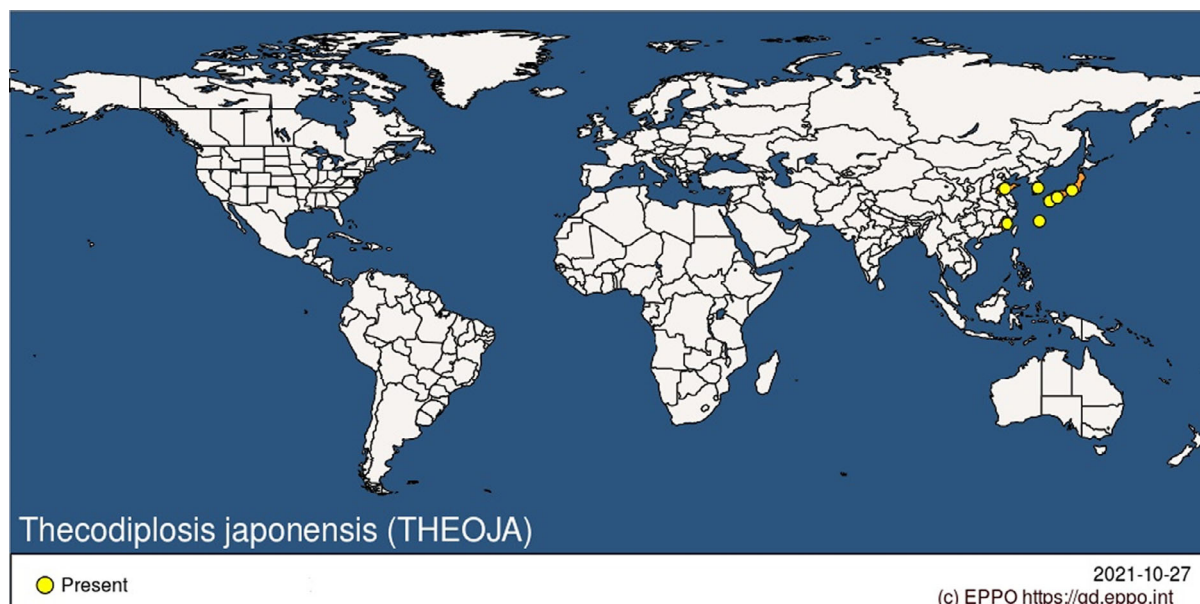 Thecodiplosis japonensis (THEOJA)
Present
2021-10-27
(c) EPPO https://gd.eppo.int